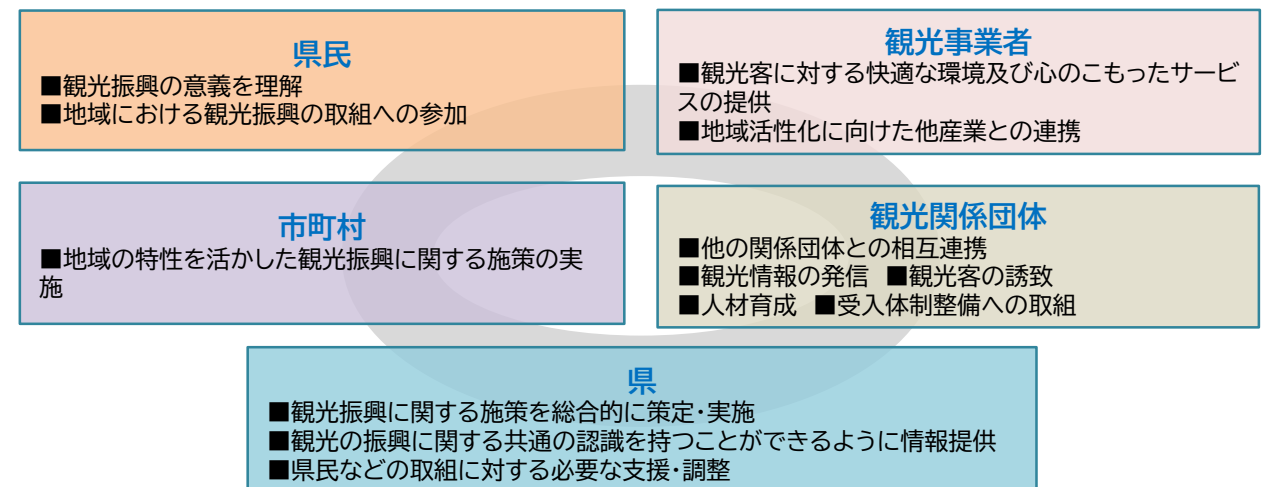 県民
■観光振興の意義を理解
■地域における観光振興の取組への参加
観光事業者
■観光客に対する快適な環境及び心のこもったサービ
スの提供
■地域活性化に向けた他産業との連携
市町村
■地域の特性を活かした観光振興に関する施策の実
施
観光関係団体
■他の関係団体との相互連携
■観光情報の発信 ■観光客の誘致
■人材育成 ■受入体制整備への取組
県
■観光振興に関する施策を総合的に策定・実施
■観光の振興に関する共通の認識を持つことができるように情報提供
■県民などの取組に対する必要な支援・調整